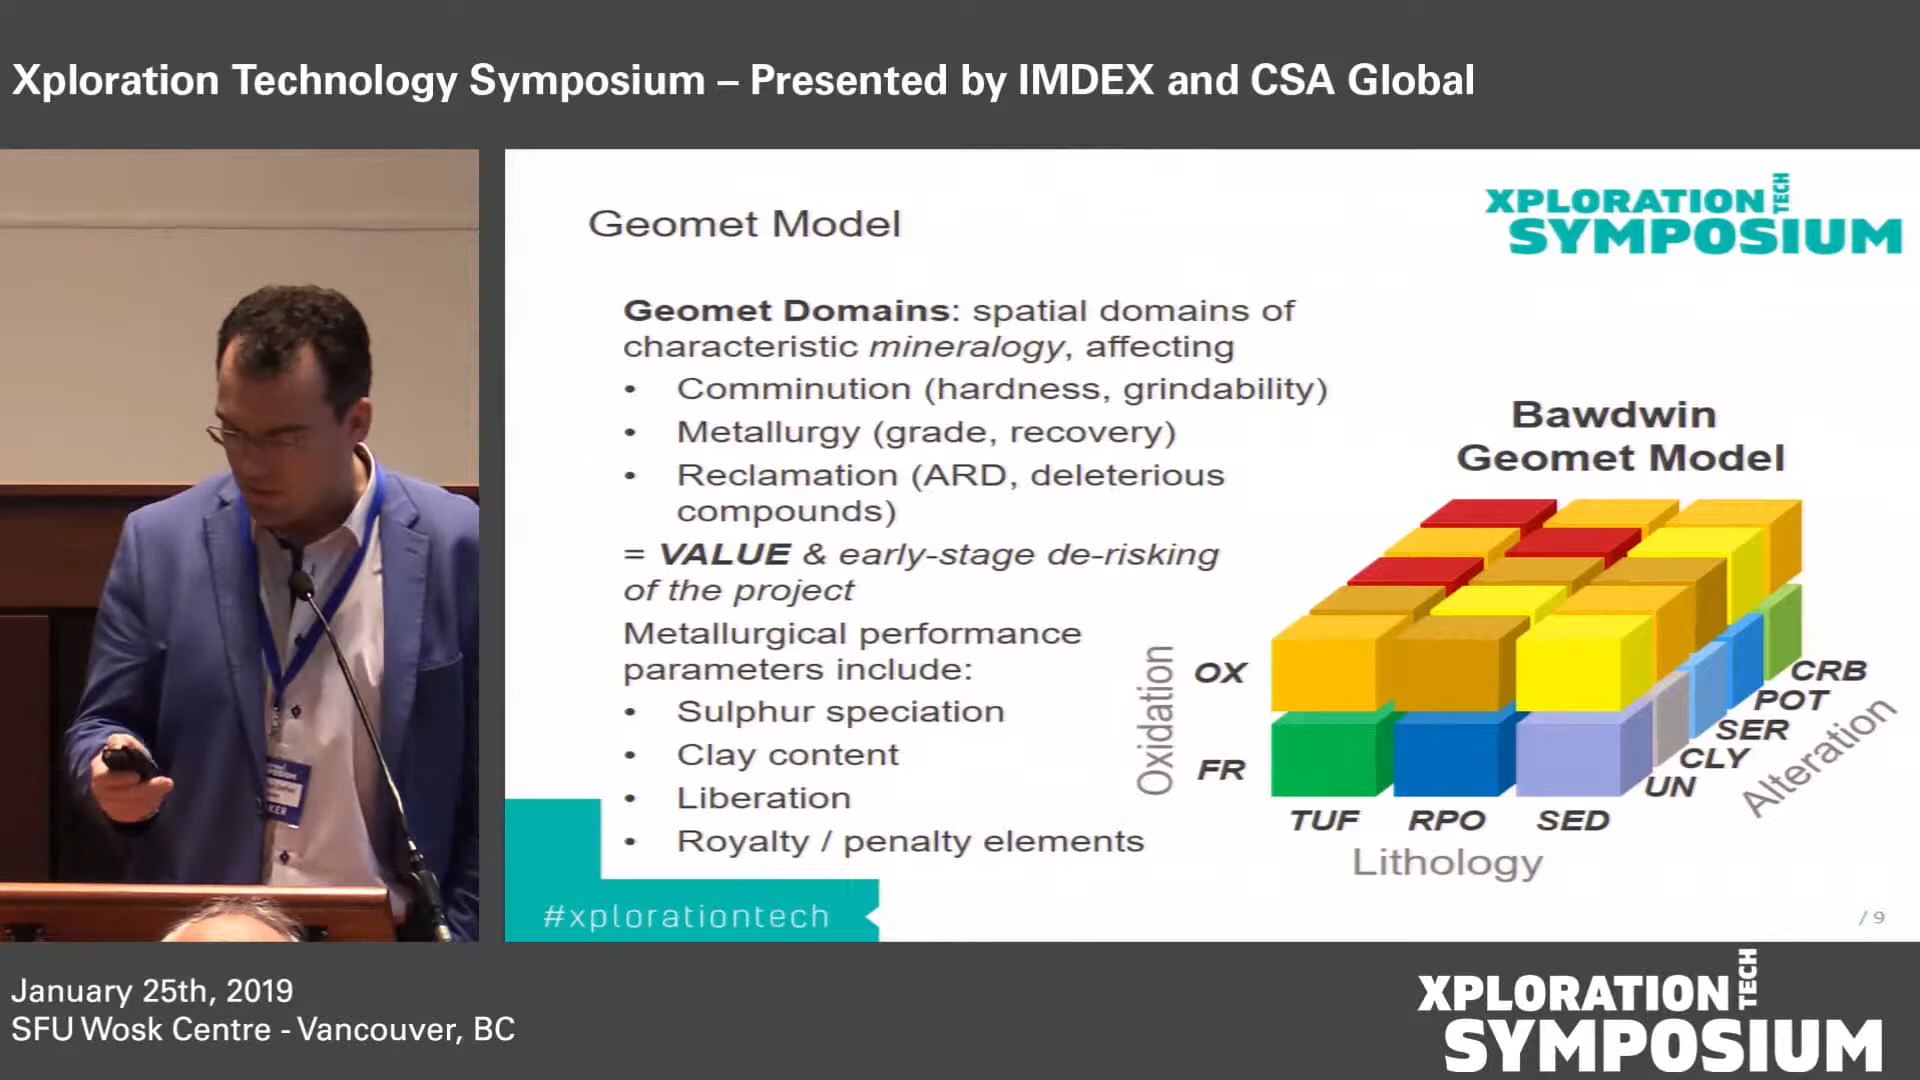 Xploration Technology Symposium – Presented by IMDEX and CSA Global
XPLORATION TECH
SYMPOSIUM
Geomet Model
Geomet Domains: spatial domains of
characteristic mineralogy, affecting
• Comminution (hardness, grindability)
• Metallurgy (grade, recovery)
• Reclamation (ARD, deleterious
compounds)
= VALUE & early-stage de-risking
of the project
Metallurgical performance
parameters include:
• Sulphur speciation
• Clay content
• Liberation
• Royalty / penalty elements
Bawdwin
Geomet Model
Oxidation
OX
FR
TUF RPO SED
Lithology
UN
CLY
SER
POT
CRB
Alteration
#xplorationtech
/ 9
January 25th, 2019
SFU Wosk Centre - Vancouver, BC
XPLORATION TECH
SYMPOSIUM